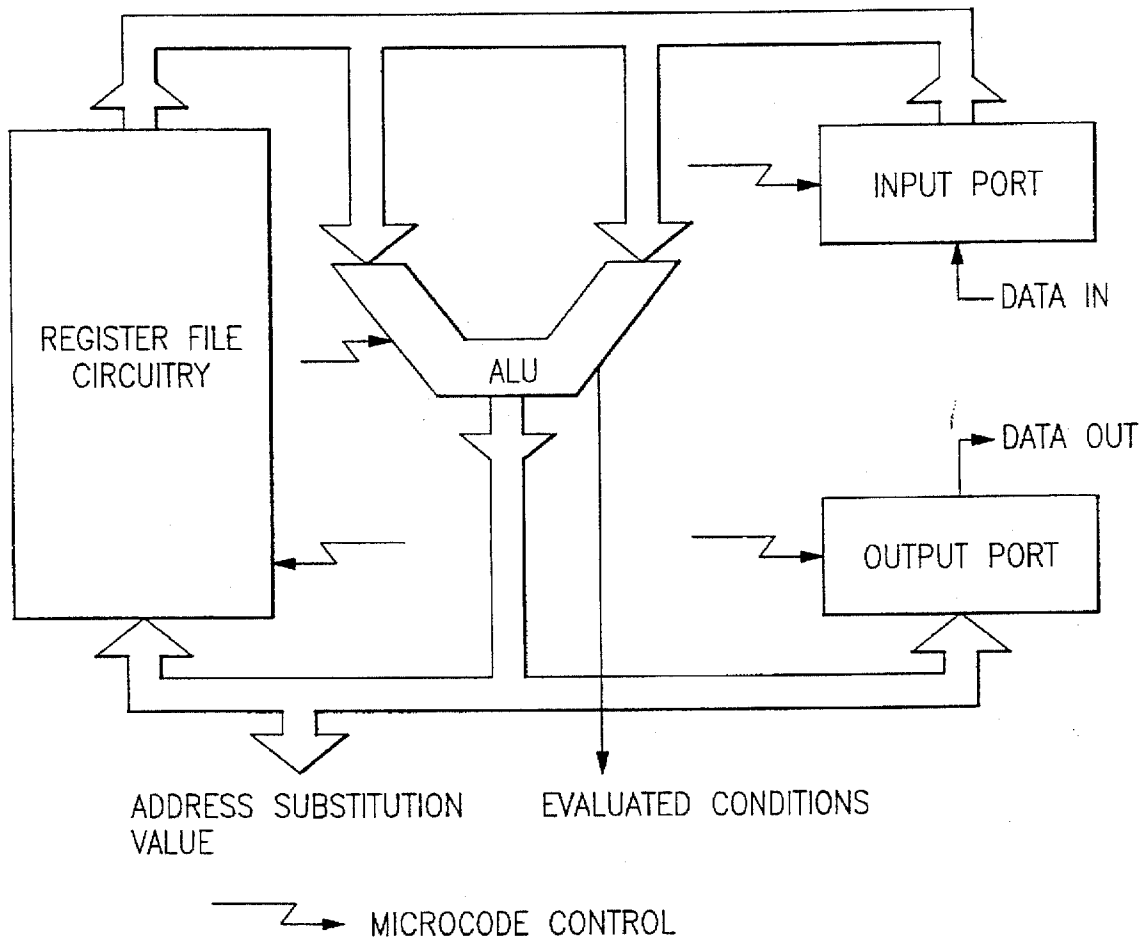 INPUT PORT
DATA IN
REGISTER FILE
CIRCUITRY
ALU
DATA OUT
OUTPUT PORT
ADDRESS SUBSTITUTION
VALUE
EVALUATED CONDITIONS
MICROCODE CONTROL